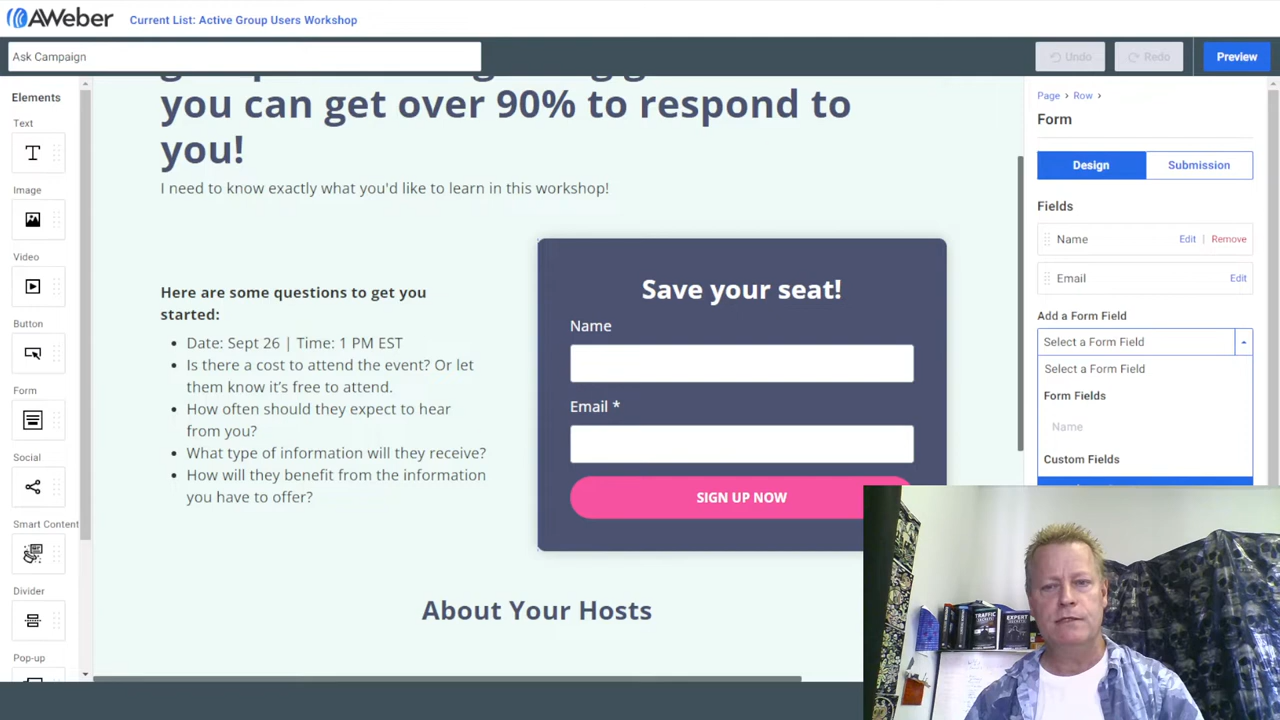 AWeber
Current List: Active Group Users Workshop
Ask Campaign
Undo
Redo
Preview
Elements
Text
Image
Video
Button
Form
Social
Smart Content
Divider
Pop-up
you can get over 90% to respond to
you!
I need to know exactly what you'd like to learn in this workshop!
Here are some questions to get you
started:
• Date: Sept 26 | Time: 1 PM EST
• Is there a cost to attend the event? Or let
them know it's free to attend.
• How often should they expect to hear
from you?
• What type of information will they receive?
• How will they benefit from the information
you have to offer?
Save your seat!
Name
Email *
SIGN UP NOW
About Your Hosts
Page > Row >
Form
Design
Submission
Fields
Name Edit | Remove
Email Edit
Add a Form Field
Select a Form Field
Select a Form Field
Form Fields
Name
Custom Fields
TRAFFIC
SECRETS
EXPERT
SECRETS